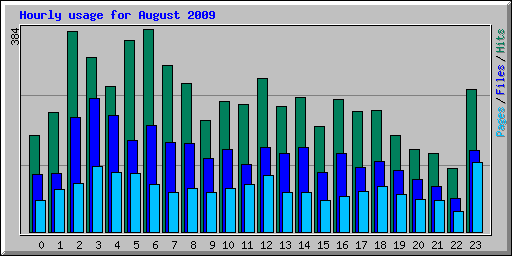 Hourly usage for August 2009
384
Pages / Files / Hits
0 1 2 3 4 5 6 7 8 9 10 11 12 13 14 15 16 17 18 19 20 21 22 23